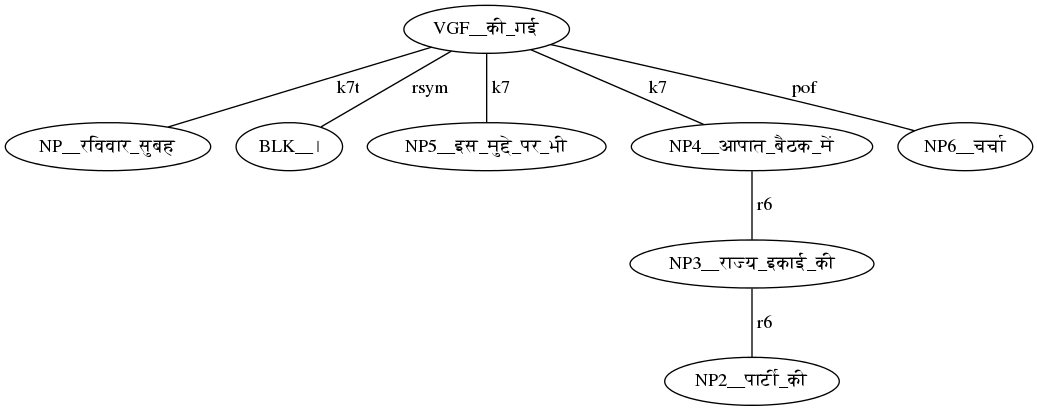 VGF__की_गई
k7t
rsym
k7
k7
pof
NP__रविवार_सुबह
BLK__।
NP5__इस_मुद्दे_पर_भी
NP4__आपात_बैठक_में
NP6__चर्चा
r6
NP3__राज्य_इकाई_की
r6
NP2__पार्टी_की